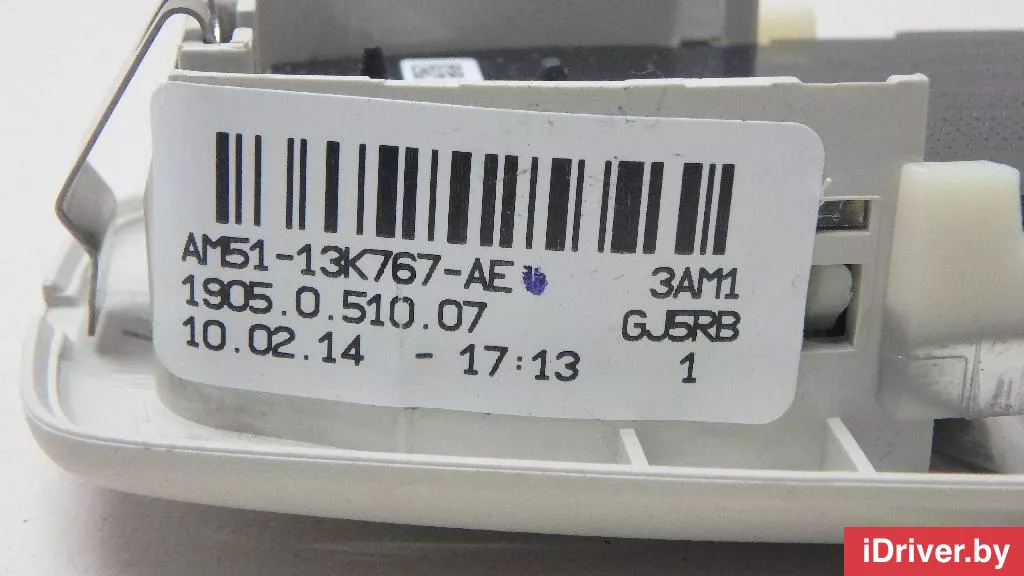 AM51-13K767-AE 3AM1
1905.0.510.07 GJ5RB
10.02.14 - 17:13 1
iDriver.by